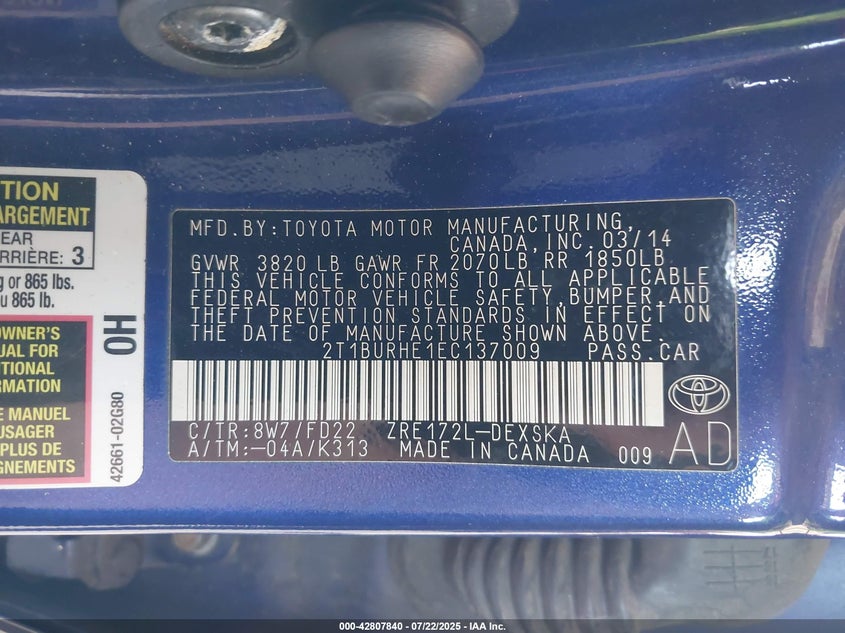 TION
ARGEMENT
EAR
RRIÈRE: 3
g or 865 lbs.
u 865 lb.
OWNER'S
UAL FOR
ITIONAL
RMATION
LE MANUEL
USAGER
PLUS DE
IGNEMENTS
OH
42661-02G80
MFD.BY:TOYOTA MOTOR MANUFACTURING,
CANADA,INC. 03/14
GVWR 3820 LB GAWR FR 2070LB RR 1850LB
THIS VEHICLE CONFORMS TO ALL APPLICABLE
FEDERAL MOTOR VEHICLE SAFETY,BUMPER,AND
THEFT PREVENTION STANDARDS IN EFFECT ON
THE DATE OF MANUFACTURE SHOWN ABOVE.
2T1BURHE1EC137009 PASS.CAR
C/TR:8W7/FD22 ZRE172L-DEXSKA
A/TM:-04A/K313 MADE IN CANADA 009
AD
000-42807840 - 07/22/2025 - IAA Inc.